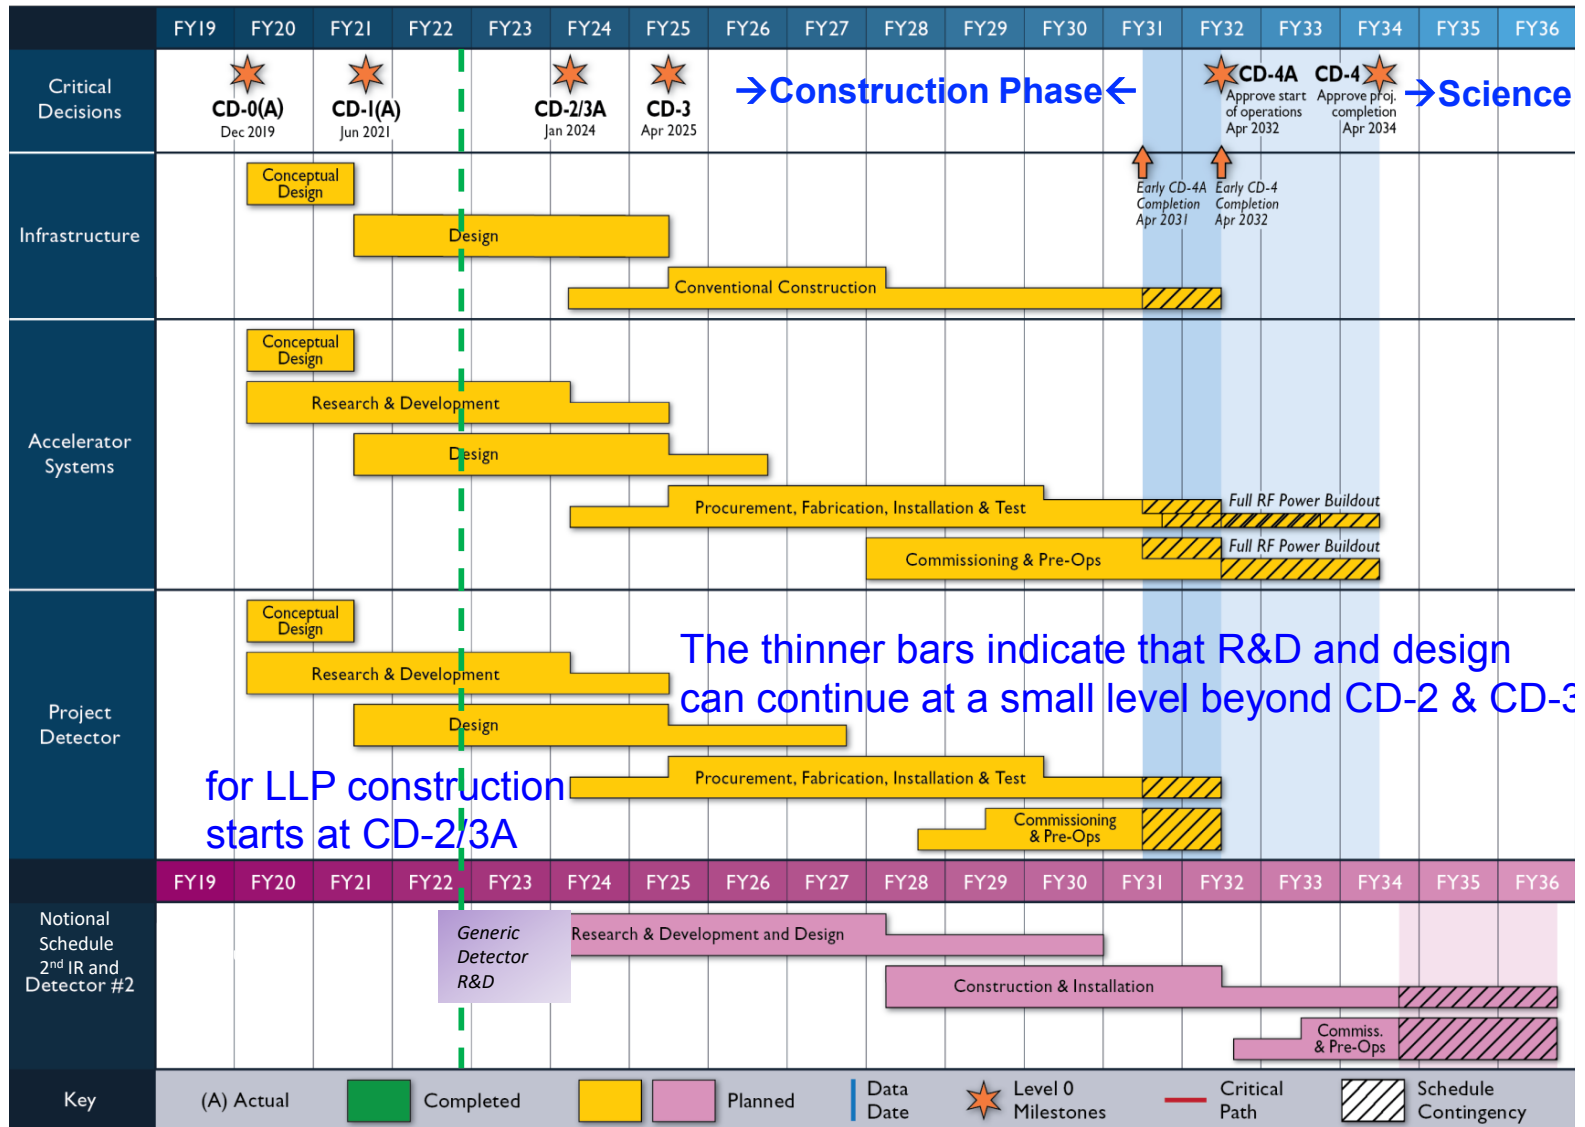 FY19 FY20 FY21 FY22 FY23 FY24 FY25 FY26 FY27 FY28 FY29 FY30 FY31 FY32 FY33 FY34 FY35 FY36
Critical
Decisions
CD-0(A)
Dec 2019
CD-1(A)
Jun 2021
CD-2/3A
Jan 2024
CD-3
Apr 2025
→Construction Phase←
CD-4A
Approve start
of operations
Apr 2032
CD-4
Approve proj.
completion
Apr 2034
→Science
Infrastructure
Conceptual
Design
Design
Conventional Construction
Early CD-4A
Completion
Apr 2031
Early CD-4
Completion
Apr 2032
Accelerator
Systems
Conceptual
Design
Research & Development
Design
Procurement, Fabrication, Installation & Test
Full RF Power Buildout
Commissioning & Pre-Ops
Full RF Power Buildout
Project
Detector
Conceptual
Design
Research & Development
The thinner bars indicate that R&D and design
can continue at a small level beyond CD-2 & CD-3
Design
for LLP construction
starts at CD-2/3A
Procurement, Fabrication, Installation & Test
Commissioning
& Pre-Ops
FY19 FY20 FY21 FY22 FY23 FY24 FY25 FY26 FY27 FY28 FY29 FY30 FY31 FY32 FY33 FY34 FY35 FY36
Notional
Schedule
2nd IR and
Detector #2
Generic
Detector
R&D
Research & Development and Design
Construction & Installation
Commiss.
& Pre-Ops
Key
(A) Actual
Completed
Planned
Data
Date
Level 0
Milestones
Critical
Path
Schedule
Contingency